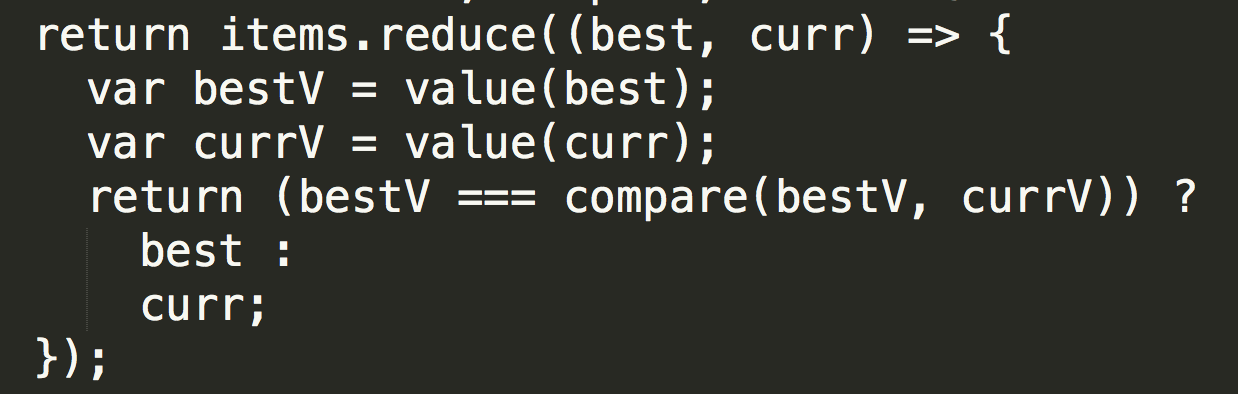 return items.reduce((best, curr) => {
  var bestV = value(best);
  var currV = value(curr);
  return (bestV === compare(bestV, currV)) ?
    best :
    curr;
});